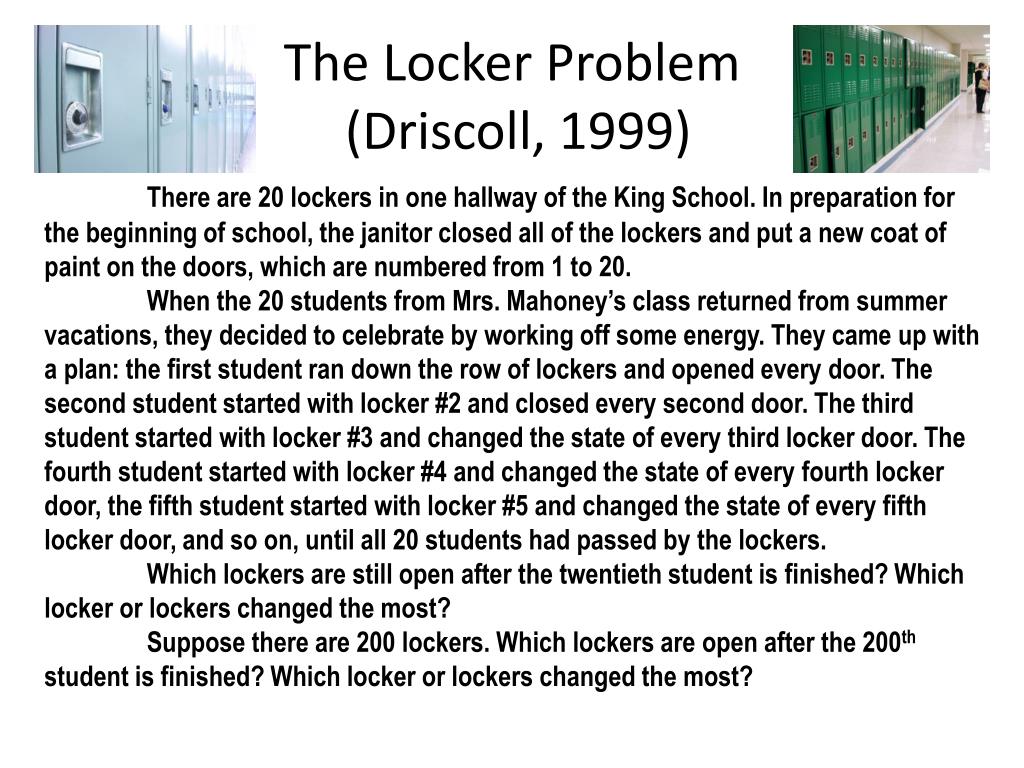 The Locker Problem
(Driscoll, 1999)
There are 20 lockers in one hallway of the King School. In preparation for
the beginning of school, the janitor closed all of the lockers and put a new coat of
paint on the doors, which are numbered from 1 to 20.
When the 20 students from Mrs. Mahoney’s class returned from summer
vacations, they decided to celebrate by working off some energy. They came up with
a plan: the first student ran down the row of lockers and opened every door. The
second student started with locker #2 and closed every second door. The third
student started with locker #3 and changed the state of every third locker door. The
fourth student started with locker #4 and changed the state of every fourth locker
door, the fifth student started with locker #5 and changed the state of every fifth
locker door, and so on, until all 20 students had passed by the lockers.
Which lockers are still open after the twentieth student is finished? Which
locker or lockers changed the most?
Suppose there are 200 lockers. Which lockers are open after the 200th
student is finished? Which locker or lockers changed the most?